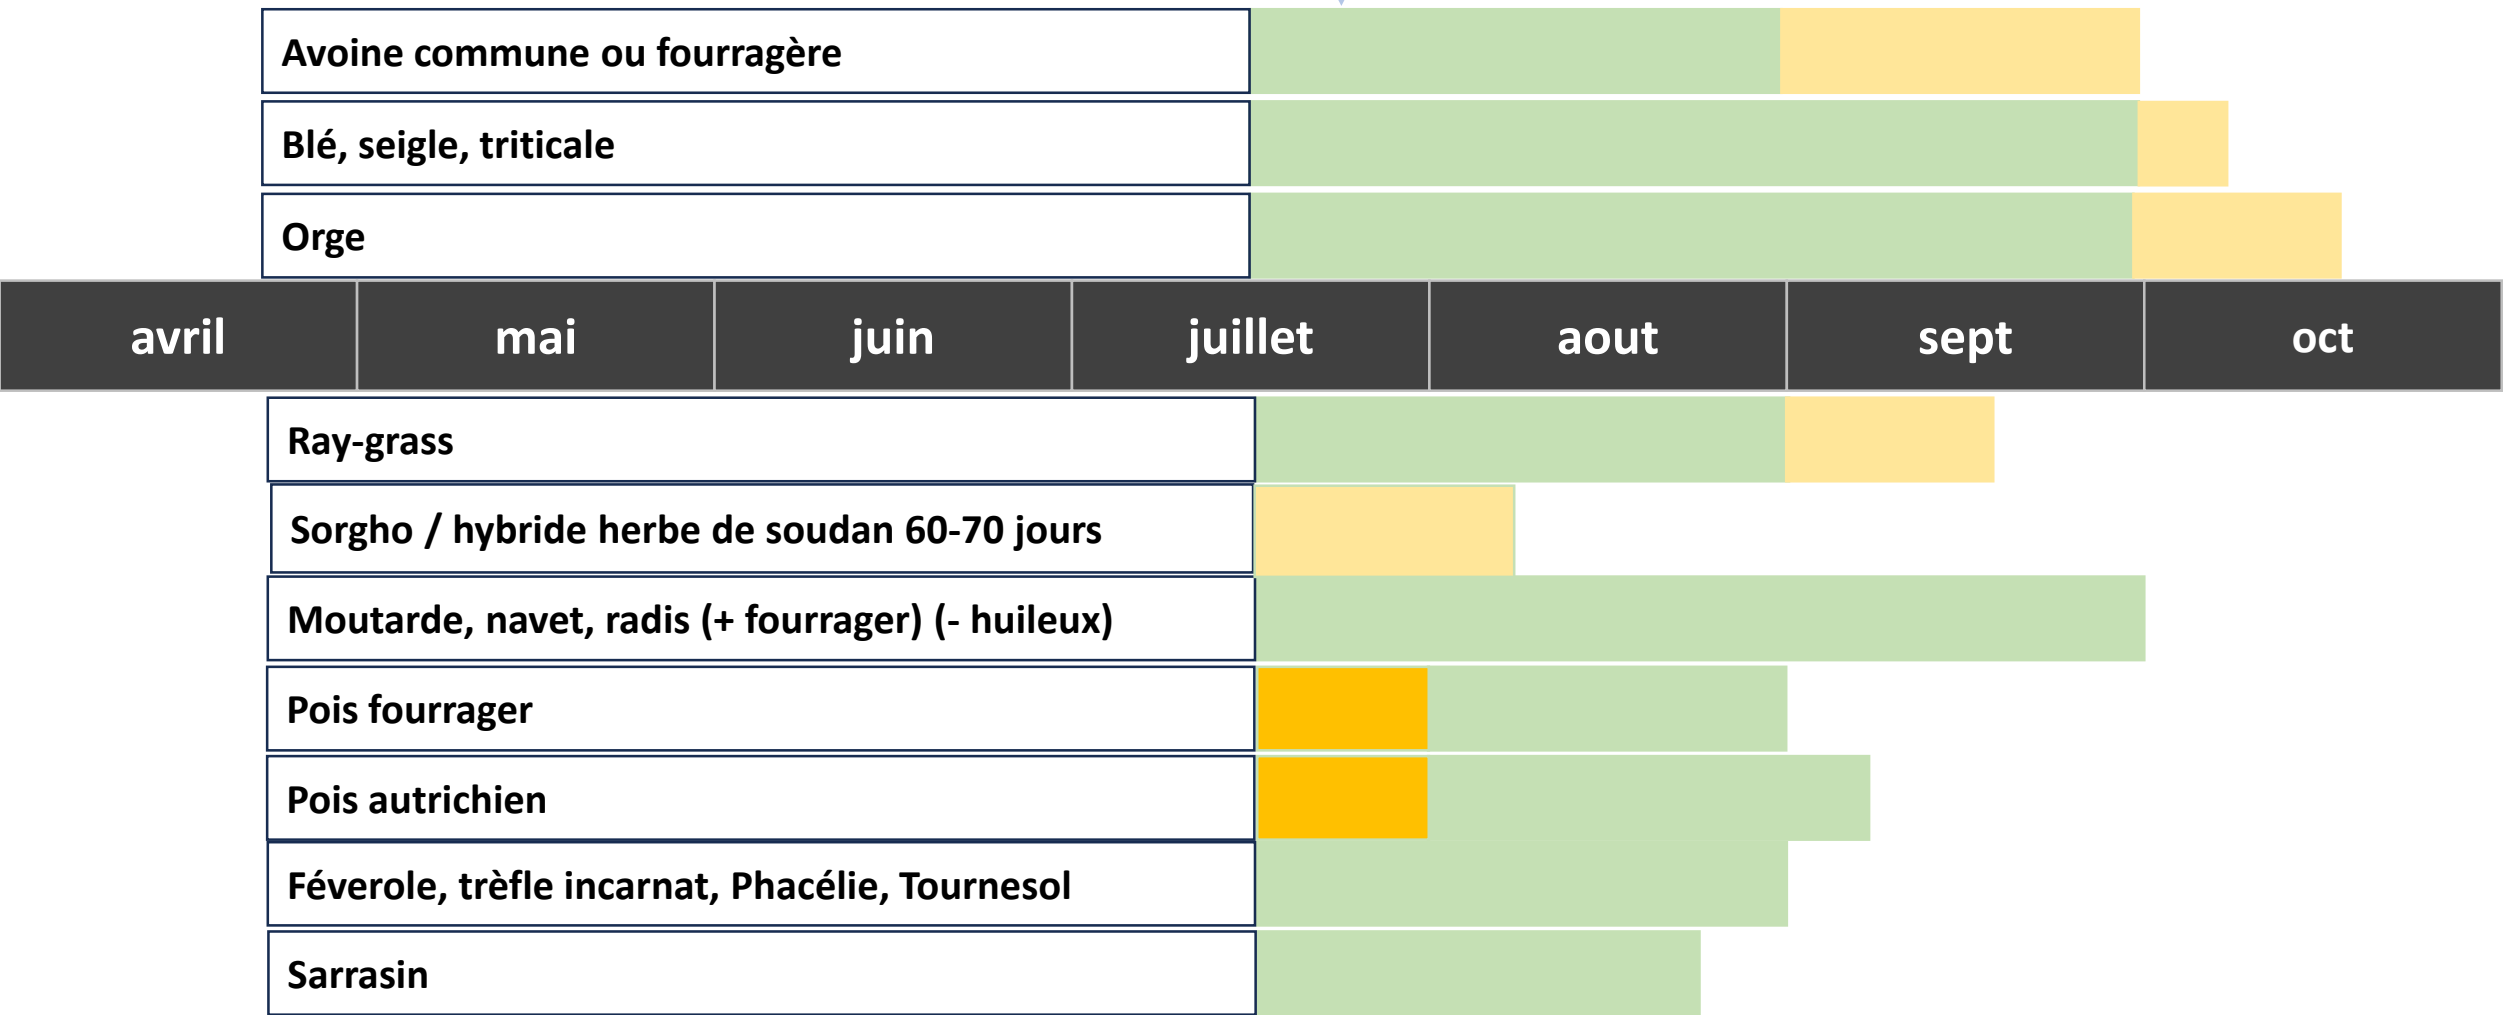 Avoine commune ou fourragère
Blé, seigle, triticale
Orge
avril mai juin juillet aout sept oct
Ray-grass
Sorgho / hybride herbe de soudan 60-70 jours
Moutarde, navet, radis (+ fourrager) (- huileux)
Pois fourrager
Pois autrichien
Féverole, trèfle incarnat, Phacélie, Tournesol
Sarrasin